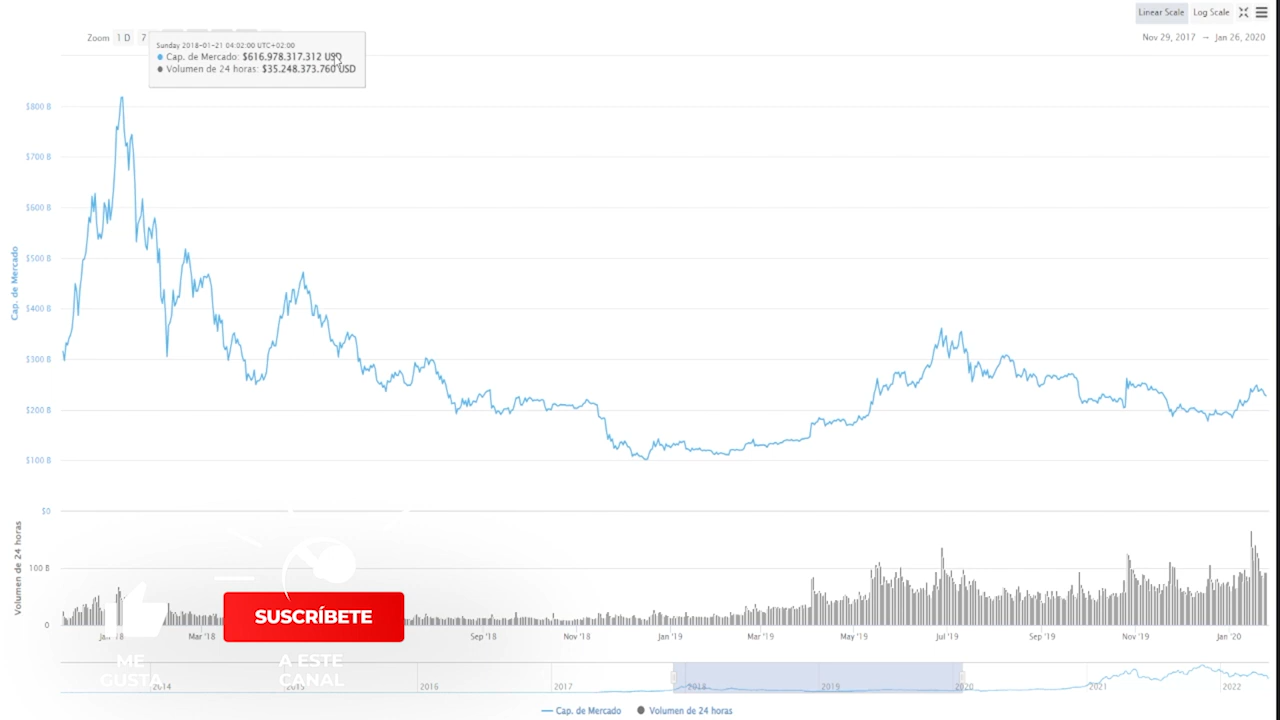 Linear Scale Log Scale
Zoom 1 D 7
Nov 29, 2017 → Jan 26, 2020
Sunday 2018-01-21 04:02:00 UTC+02:00
Cap. de Mercado: $616.978.317.312 USD
Volumen de 24 horas: $35.248.373.760 USD
$800 B
$700 B
$600 B
$500 B
$400 B
$300 B
$200 B
$100 B
$0
Cap. de Mercado
100 B
0
Volumen de 24 horas
Mar '18
Sep '18
Nov '18
Jan '19
Mar '19
May '19
Jul '19
Sep '19
Nov '19
Jan '20
SUSCRÍBETE
ME GUSTA
A ESTE CANAL
2014
2015
2016
2017
2018
2019
2020
2021
2022
Cap. de Mercado Volumen de 24 horas